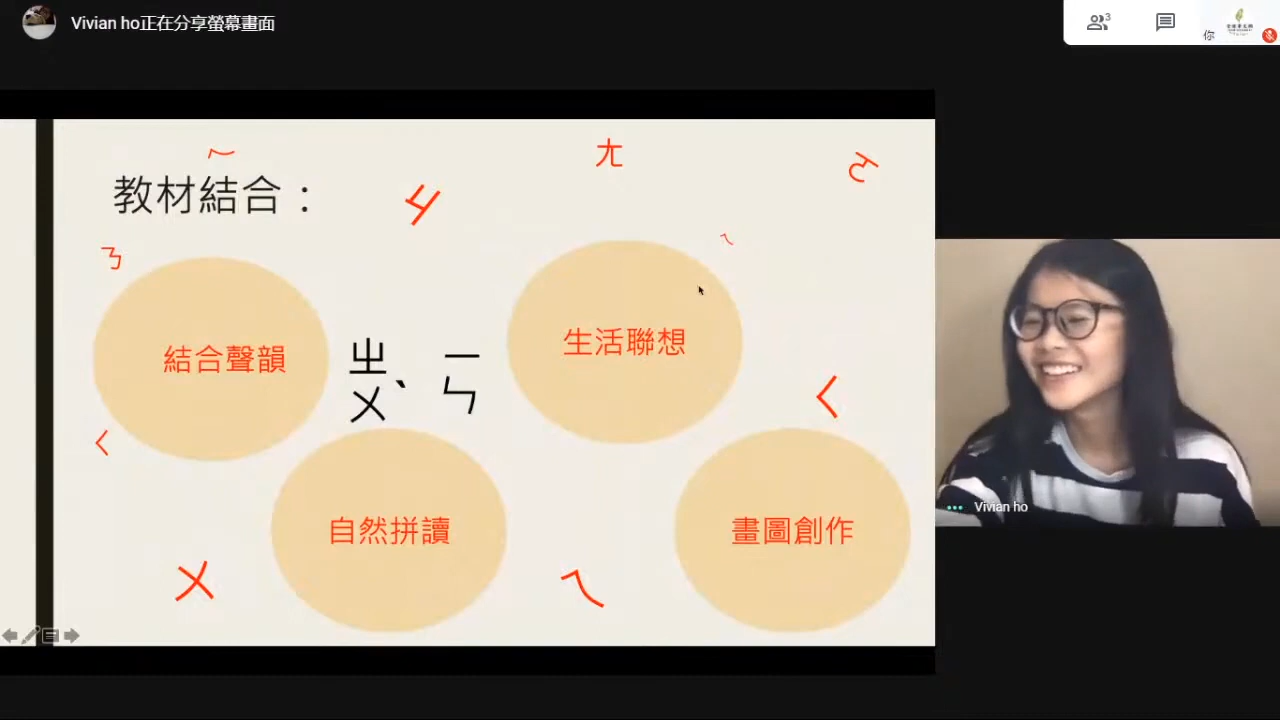 Vivian ho正在分享螢幕畫面
3
你
教材結合：
ㄟ
ㄆ
ㄤ
ㄛ
ㄋ
ㄟ
結合聲韻
ㄓㄨˋ ㄧㄣ
生活聯想
ㄑ
ㄑ
自然拼讀
畫圖創作
ㄨ
ㄟ
Vivian ho